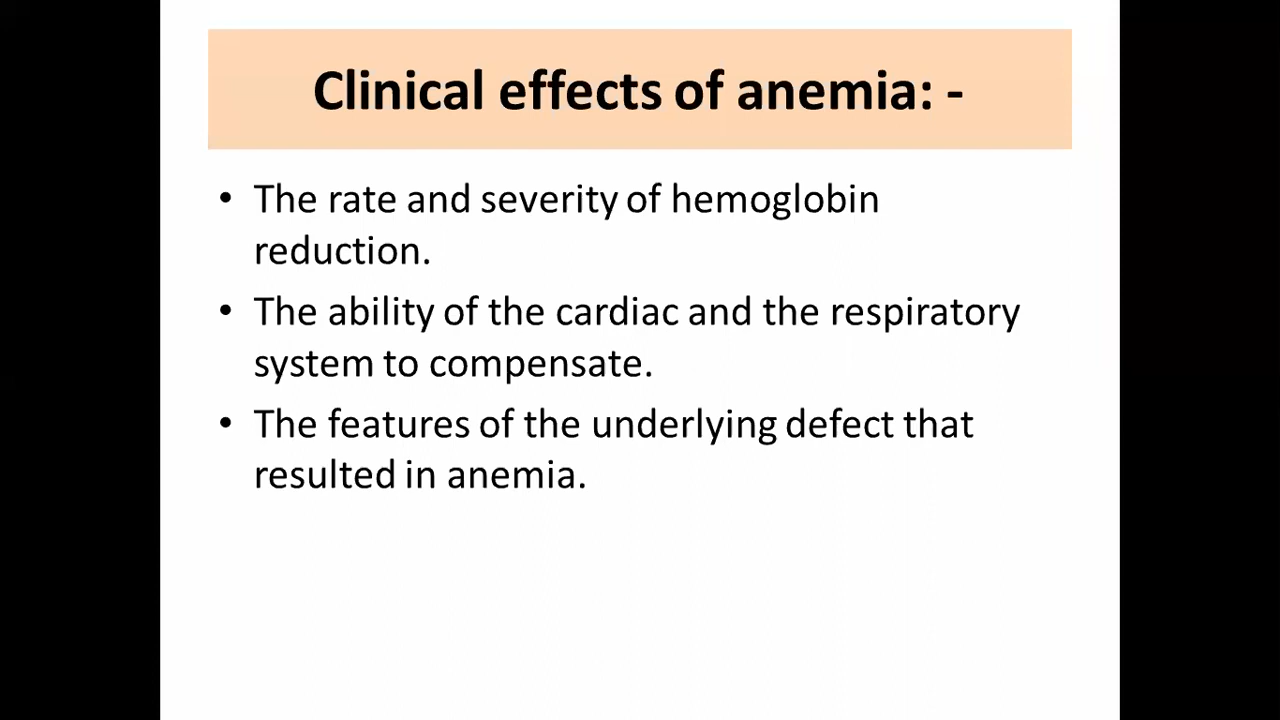 Clinical effects of anemia: -
• The rate and severity of hemoglobin
reduction.
• The ability of the cardiac and the respiratory
system to compensate.
• The features of the underlying defect that
resulted in anemia.